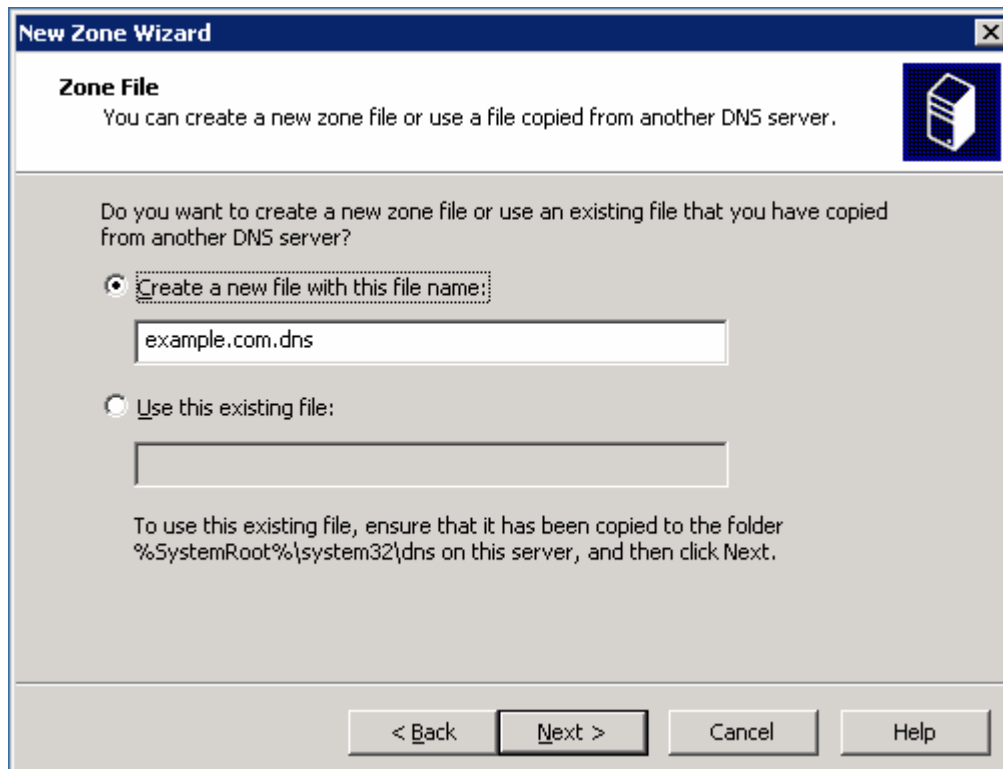 New Zone Wizard
Zone File
You can create a new zone file or use a file copied from another DNS server.
Do you want to create a new zone file or use an existing file that you have copied
from another DNS server?
Create a new file with this file name:
example.com.dns
Use this existing file:
To use this existing file, ensure that it has been copied to the folder
%SystemRoot%\system32\dns on this server, and then click Next.
< Back Next > Cancel Help